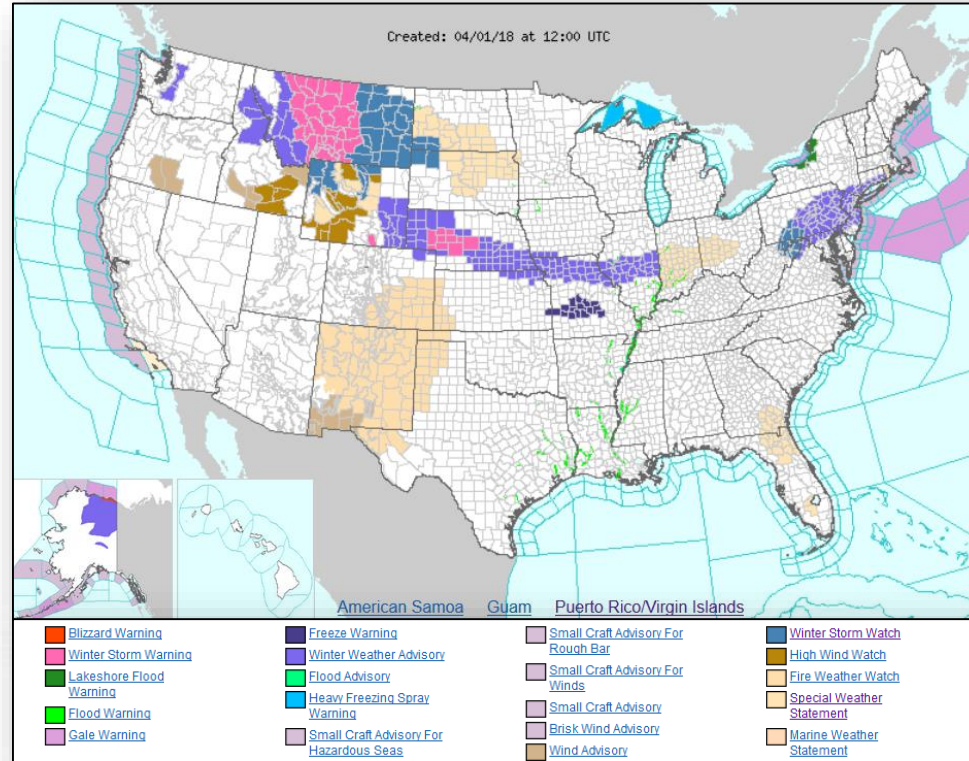 Created: 04/01/18 at 12:00 UTC
American Samoa Guam Puerto Rico/Virgin Islands
Blizzard Warning
Winter Storm Warning
Lakeshore Flood
Warning
Flood Warning
Gale Warning
Freeze Warning
Winter Weather Advisory
Flood Advisory
Heavy Freezing Spray
Warning
Small Craft Advisory For
Hazardous Seas
Small Craft Advisory For
Rough Bar
Small Craft Advisory For
Winds
Small Craft Advisory
Brisk Wind Advisory
Wind Advisory
Winter Storm Watch
High Wind Watch
Fire Weather Watch
Special Weather
Statement
Marine Weather
Statement